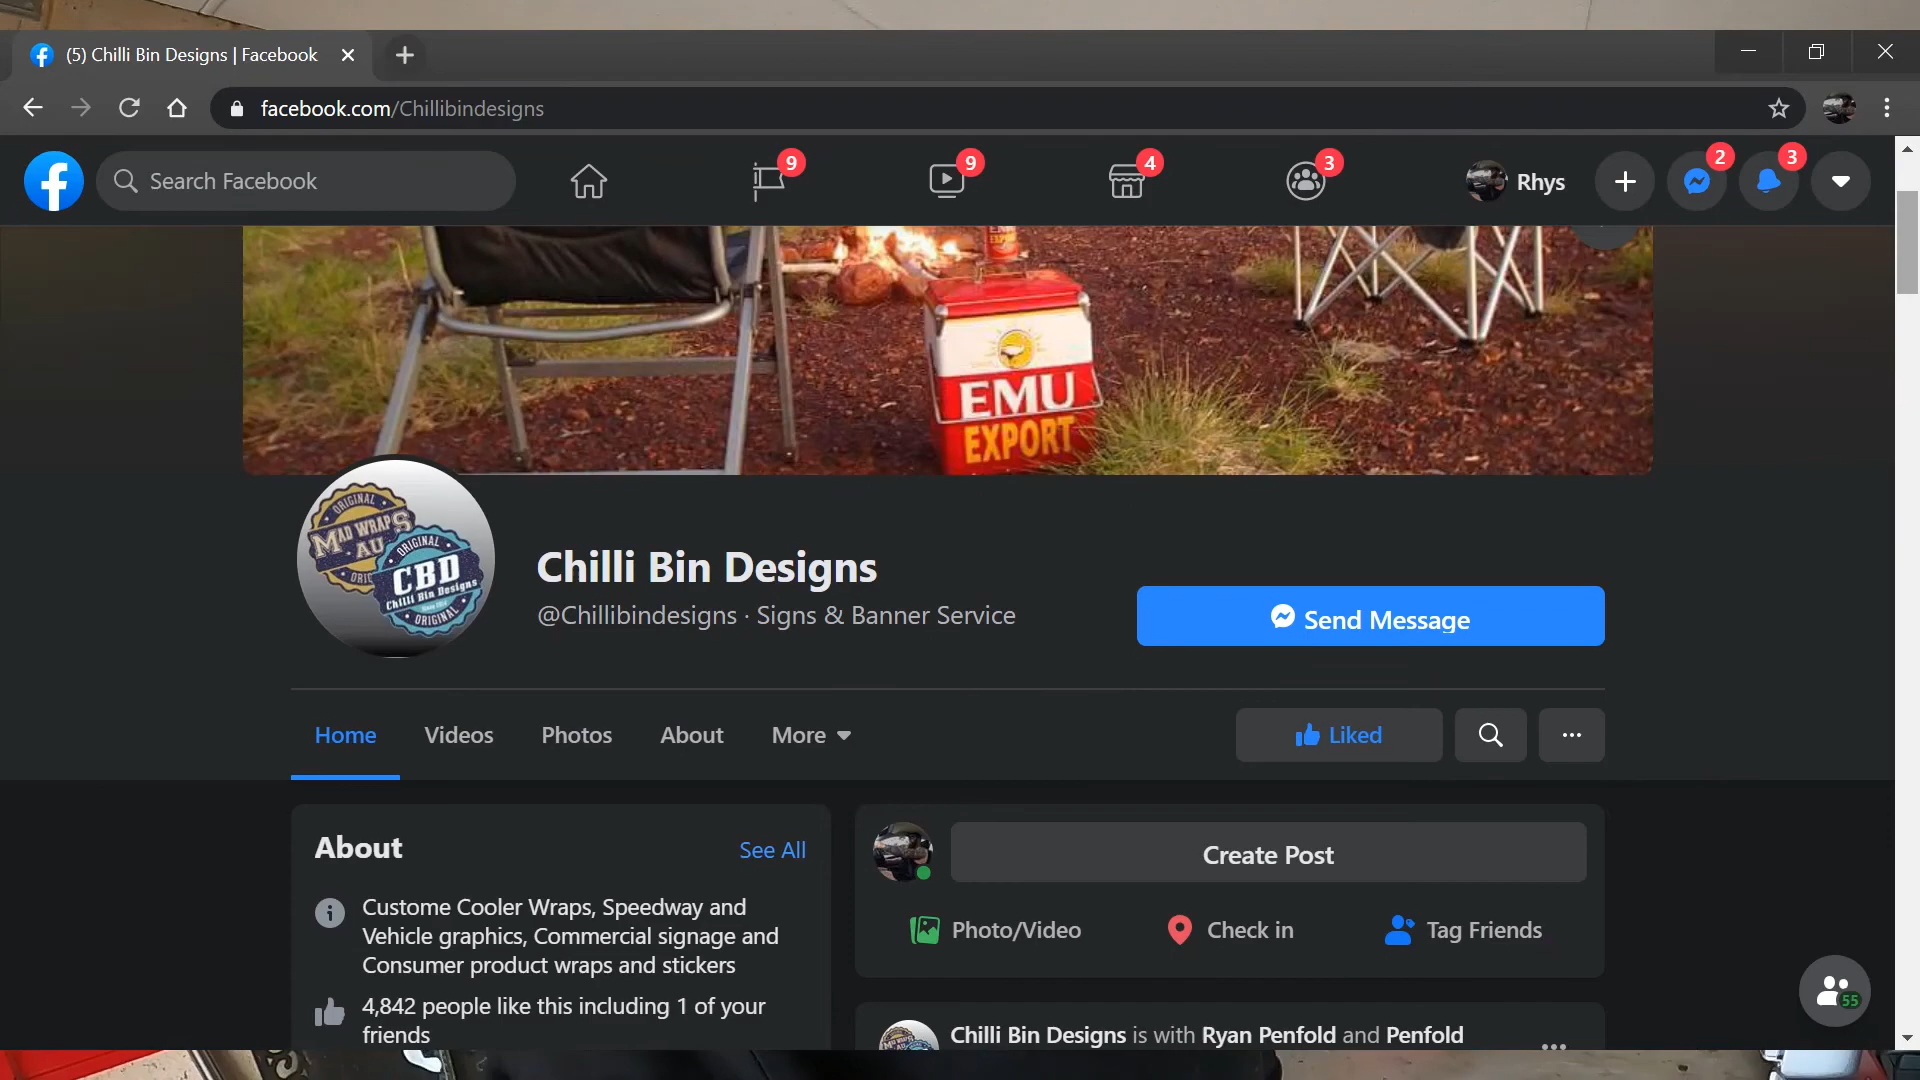 (5) Chilli Bin Designs | Facebook
facebook.com/Chillibindesigns
Search Facebook
9
9
4
3
Rhys
2
3
EMU
EXPORT
ORIGINAL
MAD WRAPS
AU
ORIGINAL
CBD
Chilli Bin Designs
ORIGINAL
Chilli Bin Designs
@Chillibindesigns · Signs & Banner Service
Send Message
Home
Videos
Photos
About
More
Liked
About
See All
Custome Cooler Wraps, Speedway and
Vehicle graphics, Commercial signage and
Consumer product wraps and stickers
4,842 people like this including 1 of your
friends
Create Post
Photo/Video
Check in
Tag Friends
Chilli Bin Designs is with Ryan Penfold and Penfold
55